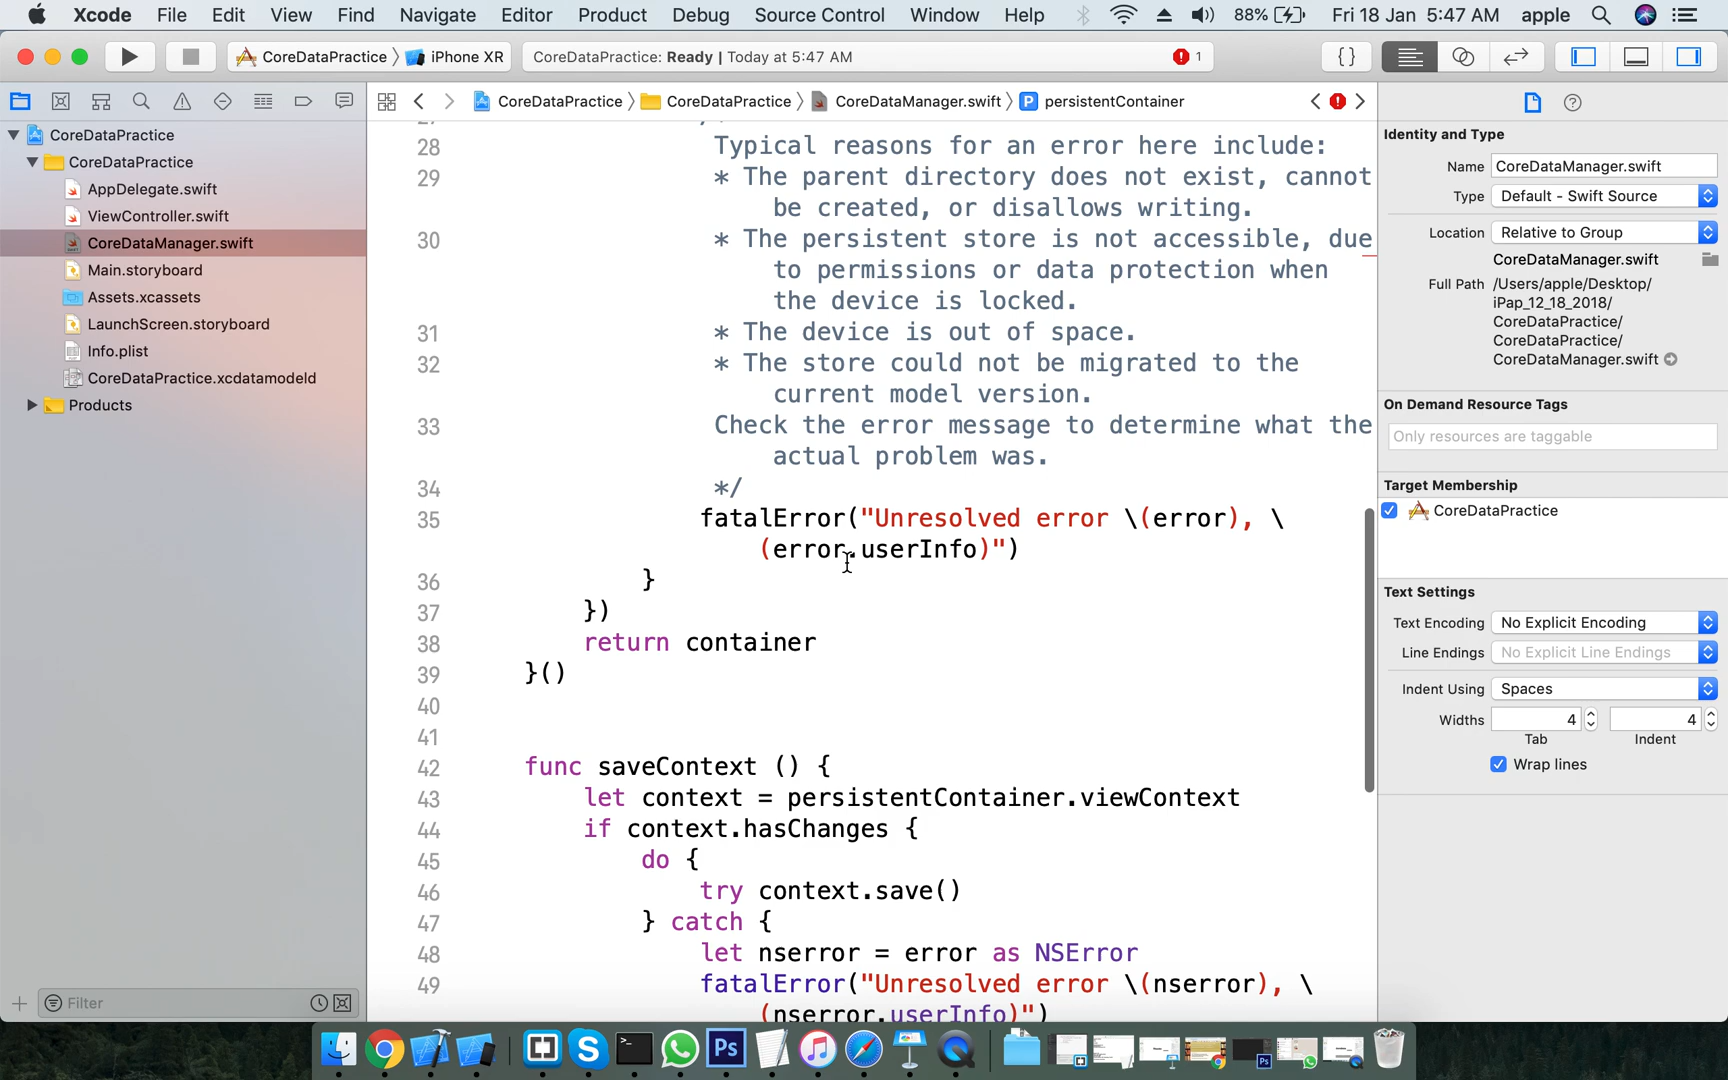 Xcode File Edit View Find Navigate Editor Product Debug Source Control Window Help 88% Fri 18 Jan 5:47 AM apple
CoreDataPractice iPhone XR CoreDataPractice: Ready | Today at 5:47 AM 1 { }
CoreDataPractice CoreDataPractice CoreDataManager.swift P persistentContainer
CoreDataPractice
CoreDataPractice
AppDelegate.swift
ViewController.swift
CoreDataManager.swift
Main.storyboard
Assets.xcassets
LaunchScreen.storyboard
Info.plist
CoreDataPractice.xcdatamodeld
Products
Filter
28 Typical reasons for an error here include:
29 * The parent directory does not exist, cannot
be created, or disallows writing.
30 * The persistent store is not accessible, due
to permissions or data protection when
the device is locked.
31 * The device is out of space.
32 * The store could not be migrated to the
current model version.
33 Check the error message to determine what the
actual problem was.
34 */
35 fatalError("Unresolved error \(error), \
(error.userInfo)")
36 }
37 })
38 return container
39 }()
40
41
42 func saveContext () {
43 let context = persistentContainer.viewContext
44 if context.hasChanges {
45 do {
46 try context.save()
47 } catch {
48 let nserror = error as NSError
49 fatalError("Unresolved error \(nserror), \
(nserror.userInfo)")
Identity and Type
Name CoreDataManager.swift
Type Default - Swift Source
Location Relative to Group
CoreDataManager.swift
Full Path /Users/apple/Desktop/
iPap_12_18_2018/
CoreDataPractice/
CoreDataPractice/
CoreDataManager.swift
On Demand Resource Tags
Only resources are taggable
Target Membership
CoreDataPractice
Text Settings
Text Encoding No Explicit Encoding
Line Endings No Explicit Line Endings
Indent Using Spaces
Widths 4 4
Tab Indent
Wrap lines
Ps